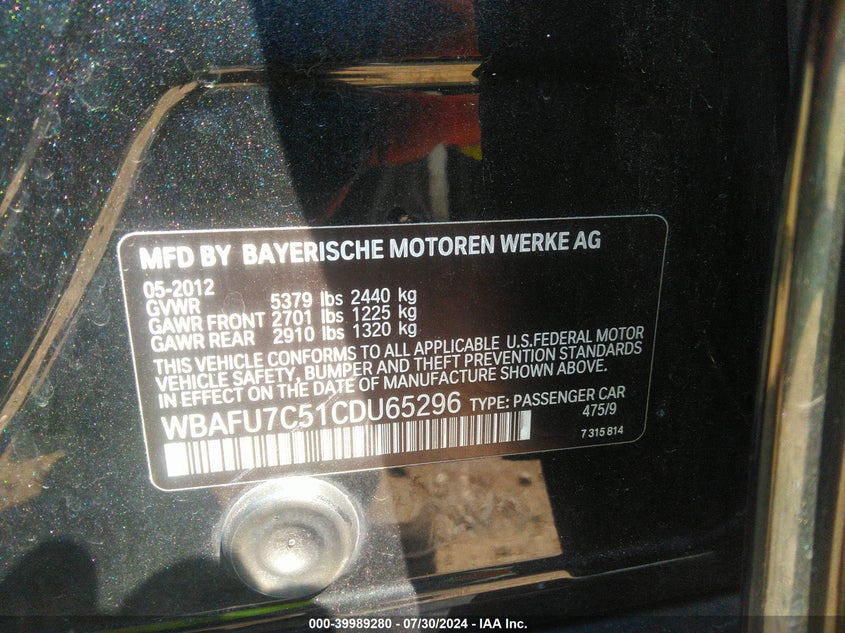 MFD BY BAYERISCHE MOTOREN WERKE AG
05-2012
GVWR 5379 lbs 2440 kg
GAWR FRONT 2701 lbs 1225 kg
GAWR REAR 2910 lbs 1320 kg
THIS VEHICLE CONFORMS TO ALL APPLICABLE U.S.FEDERAL MOTOR
VEHICLE SAFETY, BUMPER AND THEFT PREVENTION STANDARDS
IN EFFECT ON THE DATE OF MANUFACTURE SHOWN ABOVE.
WBAFU7C51CDU65296 TYPE: PASSENGER CAR
475/9
7 315 814
000-39989280 - 07/30/2024 - IAA Inc.